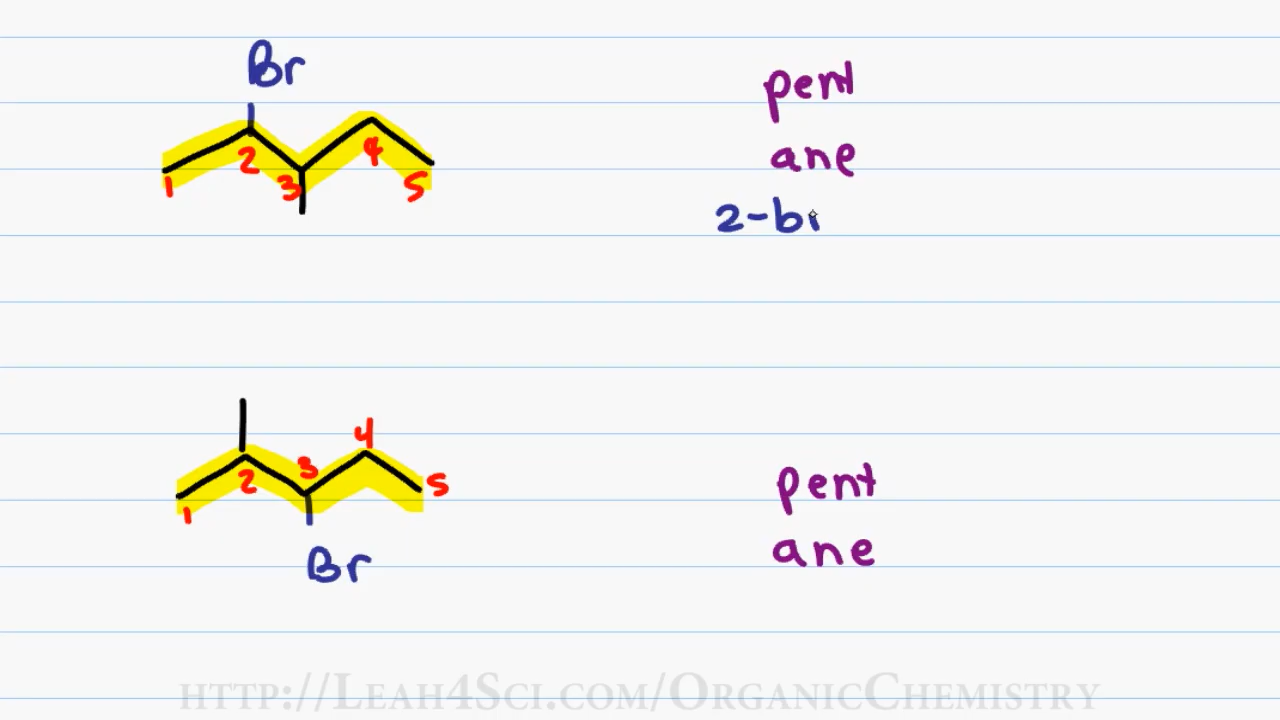 Br
pent
1 2 3 4 5
ane
2-br
1 2 3 4 5
Br
pent
ane
HTTP://LEAH4SCI.COM/ORGANICCHEMISTRY